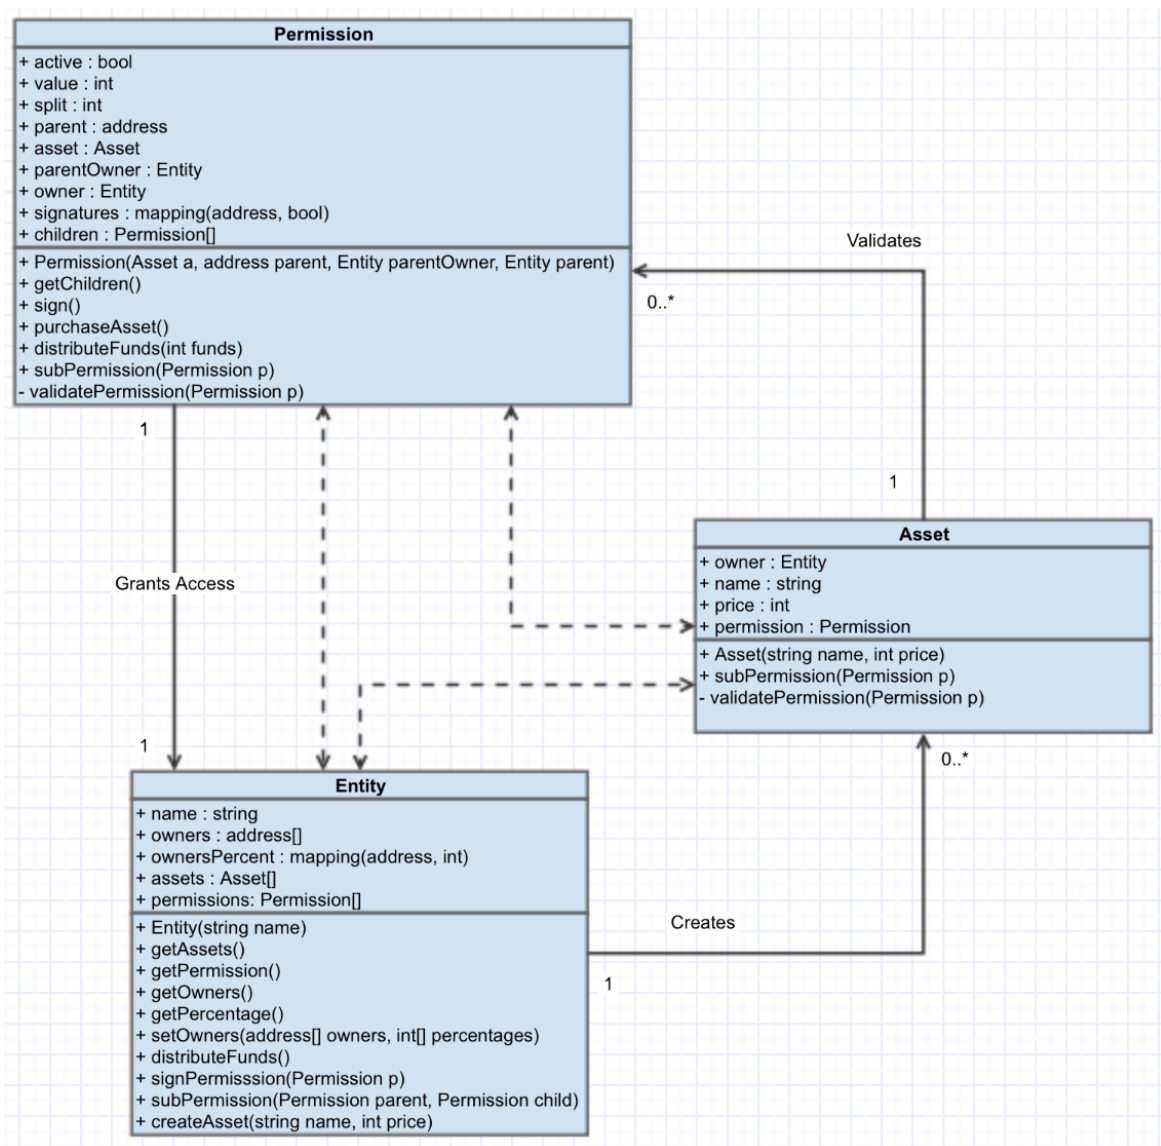 Permission
+ active : bool
+ value : int
+ split : int
+ parent : address
+ asset : Asset
+ parentOwner : Entity
+ owner : Entity
+ signatures : mapping(address, bool)
+ children : Permission[]
+ Permission(Asset a, address parent, Entity parentOwner, Entity parent)
+ getChildren()
+ sign()
+ purchaseAsset()
+ distributeFunds(int funds)
+ subPermission(Permission p)
- validatePermission(Permission p)
Validates
0..*
1
1
Grants Access
1
Asset
+ owner : Entity
+ name : string
+ price : int
+ permission : Permission
+ Asset(string name, int price)
+ subPermission(Permission p)
- validatePermission(Permission p)
0..*
Entity
+ name : string
+ owners : address[]
+ ownersPercent : mapping(address, int)
+ assets : Asset[]
+ permissions: Permission[]
+ Entity(string name)
+ getAssets()
+ getPermission()
+ getOwners()
+ getPercentage()
+ setOwners(address[] owners, int[] percentages)
+ distributeFunds()
+ signPermisssion(Permission p)
+ subPermission(Permission parent, Permission child)
+ createAsset(string name, int price)
Creates
1